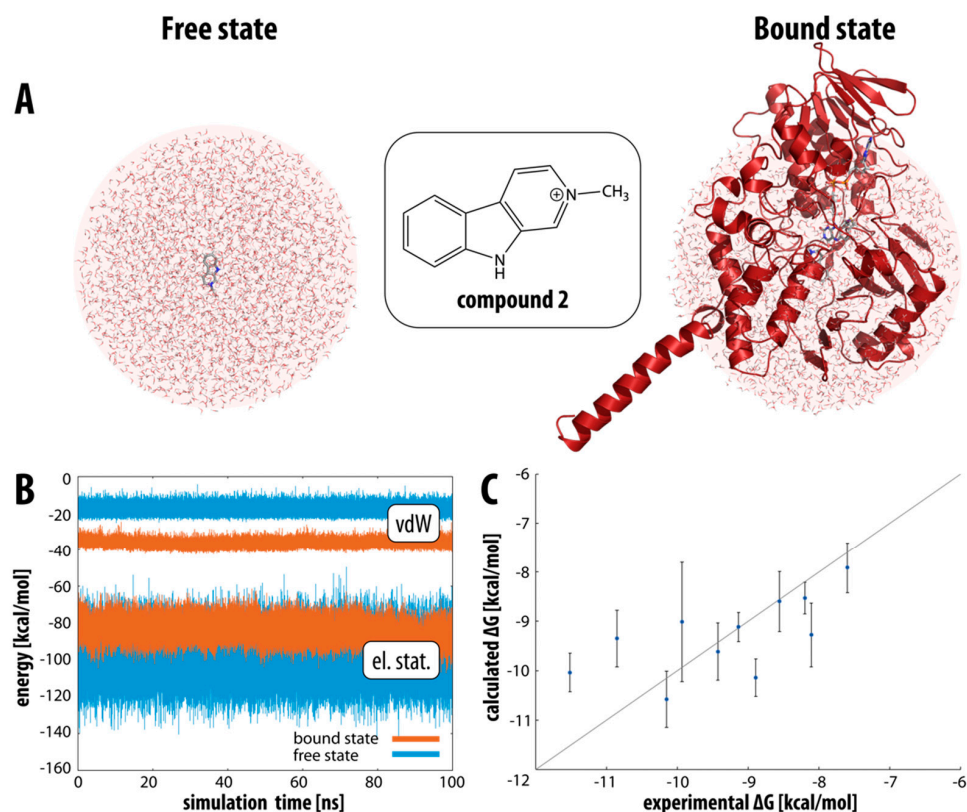 Free state
Bound state
A
N
+
CH3
N
H
compound 2
B
0
-20
-40
-60
-80
-100
-120
-140
-160
energy [kcal/mol]
vdW
el. stat.
bound state
free state
0
20
40
60
80
100
simulation time [ns]
C
-6
-7
-8
-9
-10
-11
-12
calculated ΔG [kcal/mol]
-11
-10
-9
-8
-7
-6
experimental ΔG [kcal/mol]